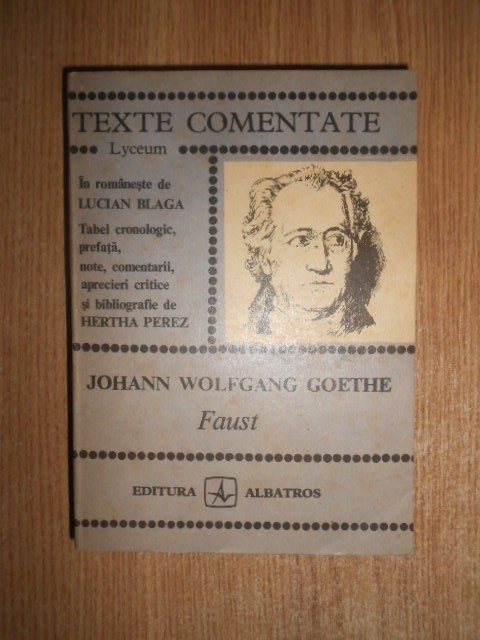 TEXTE COMENTATE
Lyceum
În românește de
LUCIAN BLAGA
Tabel cronologic,
prefață,
note, comentarii,
aprecieri critice
și bibliografie de
HERTHA PEREZ
JOHANN WOLFGANG GOETHE
Faust
EDITURA ALBATROS